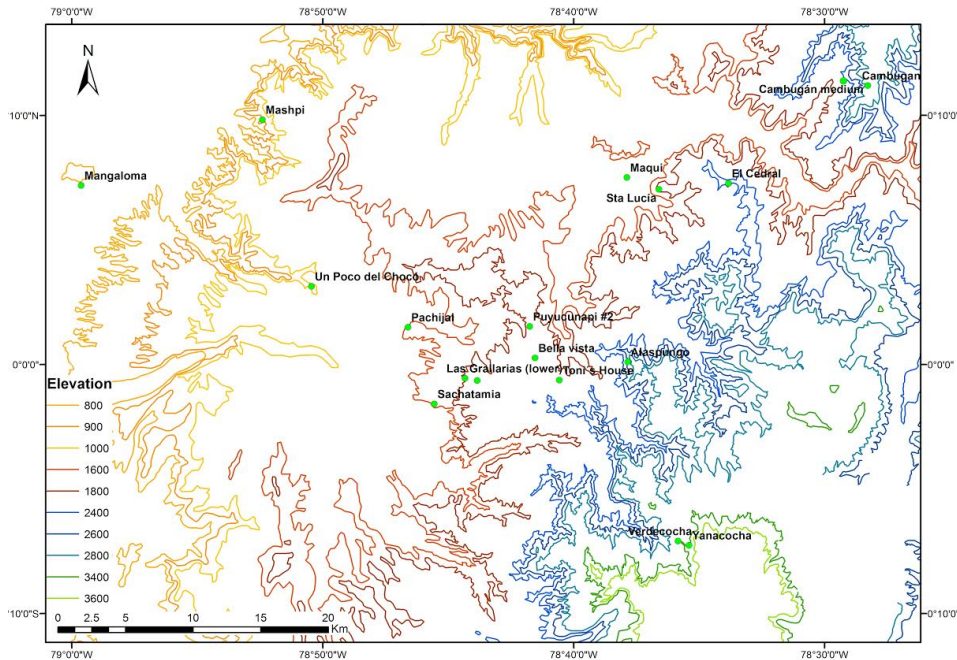 79°0'0"
78°50'0"
78°40'0"
78°30'0"
N
Cambugan
Cambugán medium
Mashpi
10°0"N
0°10'0"
Maqui
El Cedral
Mangaloma
Sta Lucía
Un Poco del Chocó
Pachijal
Puyucunapi #2
Bella vista
Alaspungo
0°0'0"
0°0'0"
Las Grallarias (lower)
Toni's House
Elevation
Sachatamia
800
900
1000
1600
1800
2400
2600
2800
3400
3600
Verdecocha
Yanacocha
10°0"S
0°10'0"
0 2.5 5 10 15 20
Km
79°0'0"
78°50'0"
78°40'0"
78°30'0"